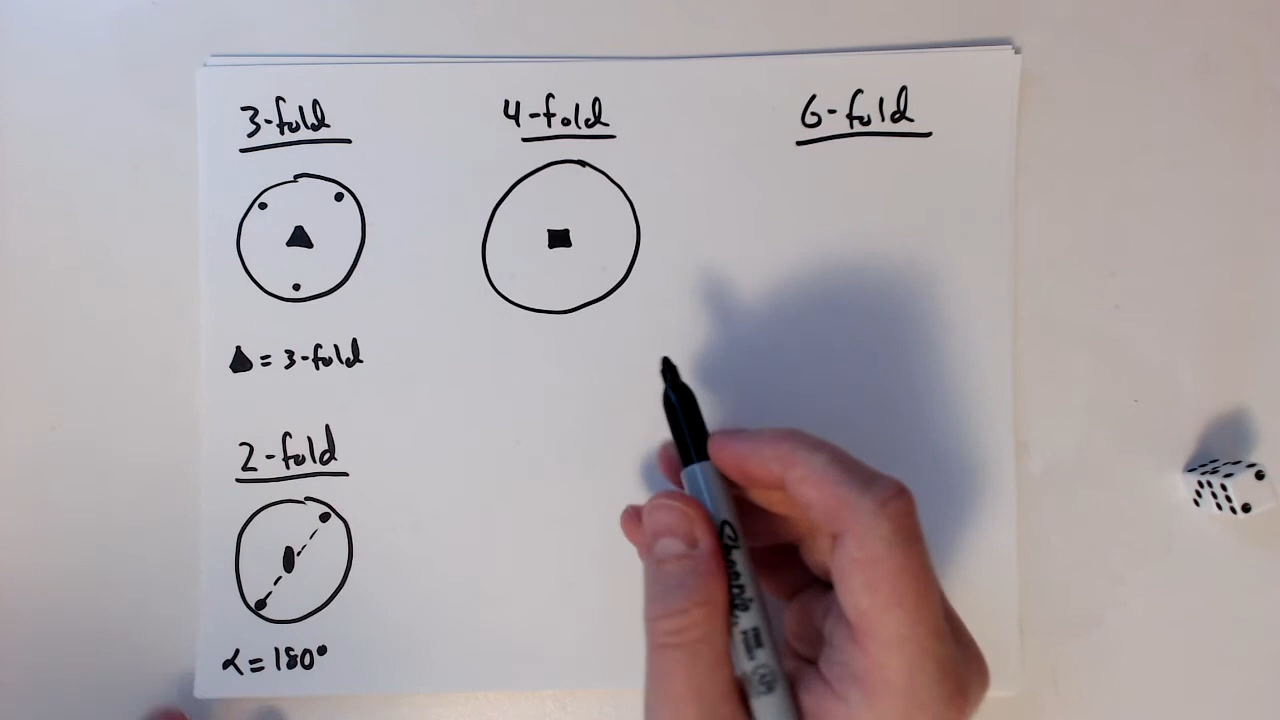 3-fold
4-fold
6-fold
▲ = 3-fold
2-fold
α = 180°
Sharpie